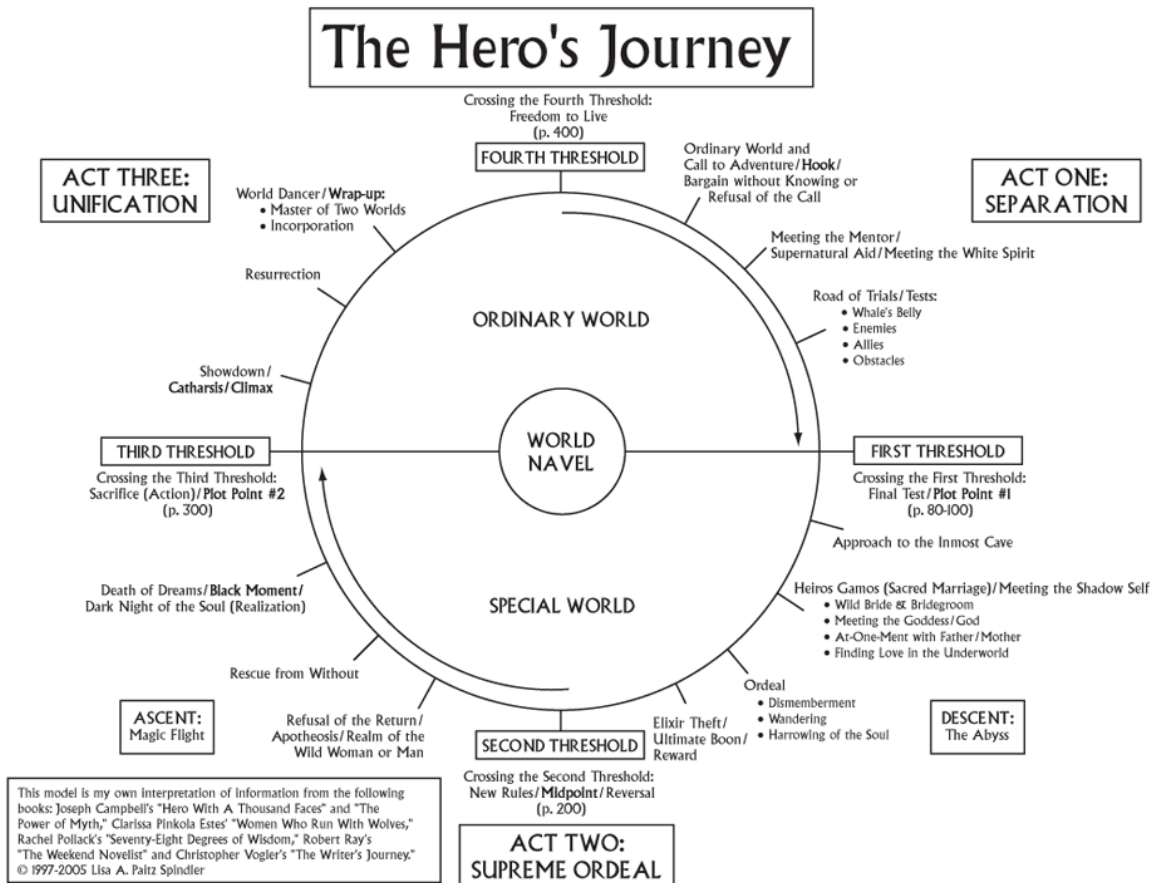 The Hero's Journey
Crossing the Fourth Threshold:
Freedom to Live
(p. 400)
FOURTH THRESHOLD
ACT ONE:
SEPARATION
Ordinary World and
Call to Adventure/Hook/
Bargain without Knowing or
Refusal of the Call
Meeting the Mentor/
Supernatural Aid/Meeting the White Spirit
Road of Trials/Tests:
• Whale's Belly
• Enemies
• Allies
• Obstacles
FIRST THRESHOLD
Crossing the First Threshold:
Final Test/Plot Point #1
(p. 80-100)
Approach to the Inmost Cave
Heiros Gamos (Sacred Marriage)/Meeting the Shadow Self
• Wild Bride & Bridegroom
• Meeting the Goddess/God
• At-One-Ment with Father/Mother
• Finding Love in the Underworld
Ordeal
• Dismemberment
• Wandering
• Harrowing of the Soul
DESCENT:
The Abyss
Elixir Theft/
Ultimate Boon/
Reward
SECOND THRESHOLD
Crossing the Second Threshold:
New Rules/Midpoint/Reversal
(p. 200)
ACT TWO:
SUPREME ORDEAL
Refusal of the Return/
Apotheosis/Realm of the
Wild Woman or Man
ASCENT:
Magic Flight
Rescue from Without
Death of Dreams/Black Moment/
Dark Night of the Soul (Realization)
THIRD THRESHOLD
Crossing the Third Threshold:
Sacrifice (Action)/Plot Point #2
(p. 300)
Showdown/
Catharsis/Climax
Resurrection
World Dancer/Wrap-up:
• Master of Two Worlds
• Incorporation
ACT THREE:
UNIFICATION
ORDINARY WORLD
WORLD
NAVEL
SPECIAL WORLD
This model is my own interpretation of information from the following
books: Joseph Campbell's "Hero With A Thousand Faces" and "The
Power of Myth," Clarissa Pinkola Estes' "Women Who Run With Wolves,"
Rachel Pollack's "Seventy-Eight Degrees of Wisdom," Robert Ray's
"The Weekend Novelist" and Christopher Vogler's "The Writer's Journey."
© 1997-2005 Lisa A. Paltz Spindler